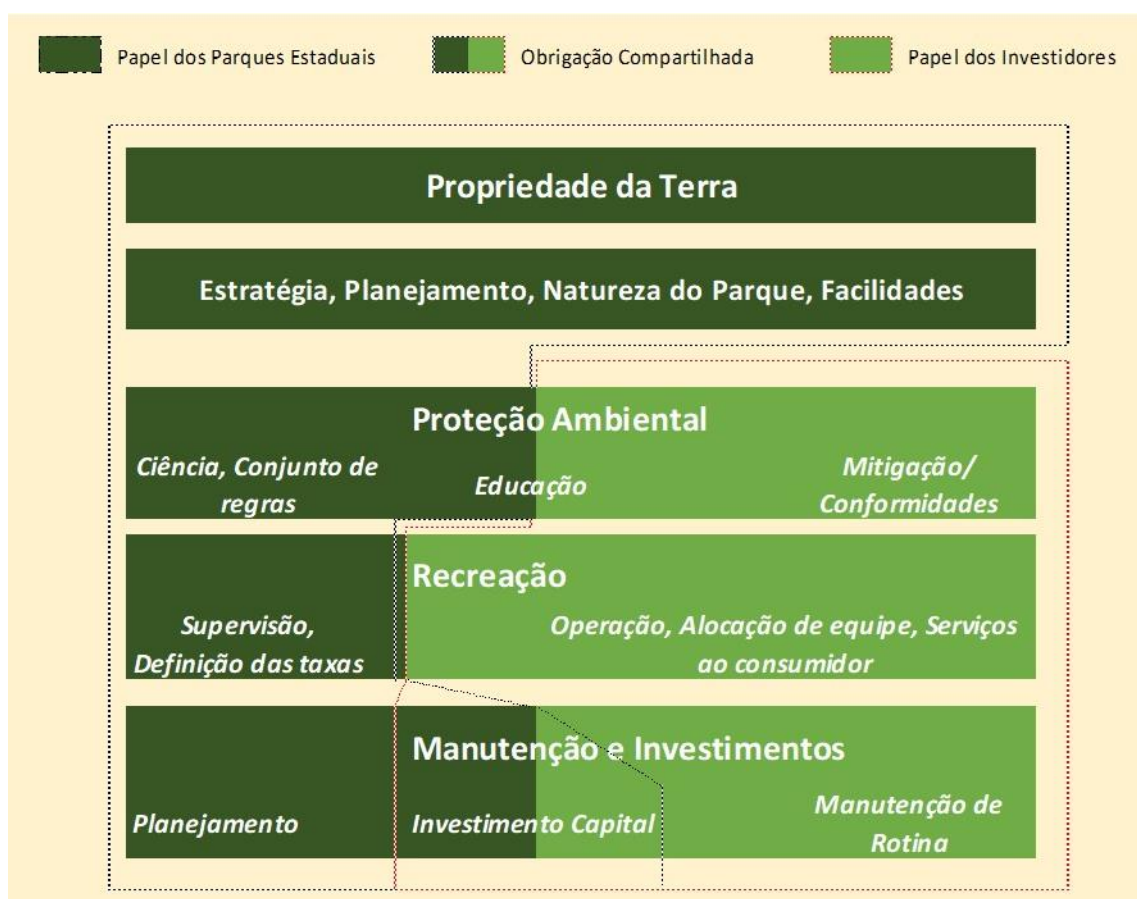 Papel dos Parques Estaduais
Obrigação Compartilhada
Papel dos Investidores
Propriedade da Terra
Estratégia, Planejamento, Natureza do Parque, Facilidades
Proteção Ambiental
Ciência, Conjunto de
regras
Educação
Mitigação/
Conformidades
Recreação
Supervisão,
Definição das taxas
Operação, Alocação de equipe, Serviços
ao consumidor
Manutenção e Investimentos
Planejamento
Investimento Capital
Manutenção de
Rotina